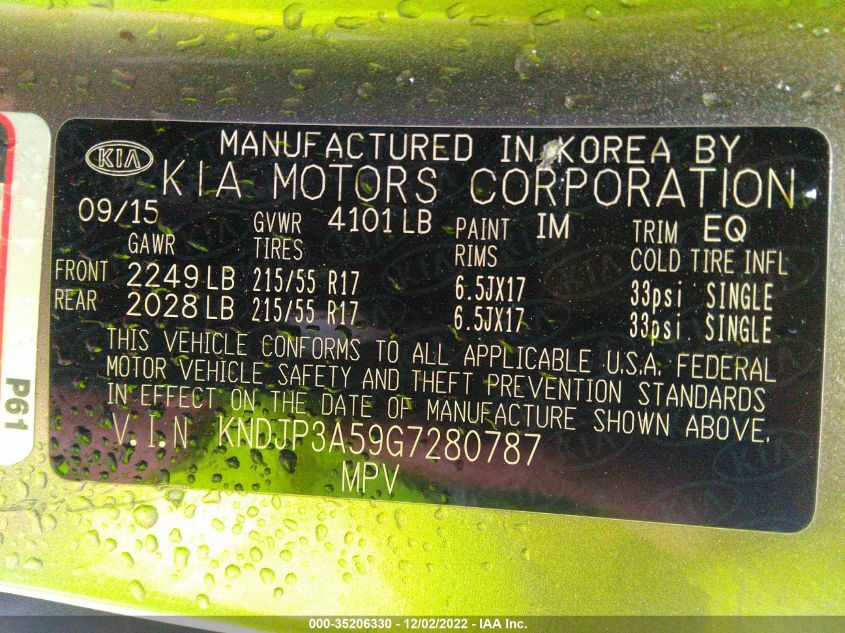 MANUFACTURED IN KOREA BY
KIA
KIA MOTORS CORPORATION
09/15 GVWR 4101 LB PAINT IM TRIM EQ
GAWR TIRES RIMS COLD TIRE INFL
FRONT 2249 LB 215/55 R17 6.5JX17 33psi SINGLE
REAR 2028 LB 215/55 R17 6.5JX17 33psi SINGLE
THIS VEHICLE CONFORMS TO ALL APPLICABLE U.S.A. FEDERAL
MOTOR VEHICLE SAFETY AND THEFT PREVENTION STANDARDS
IN EFFECT ON THE DATE OF MANUFACTURE SHOWN ABOVE.
V.I.N KNDJP3A59G7280787
MPV
P61
000-35206330 - 12/02/2022 - IAA Inc.